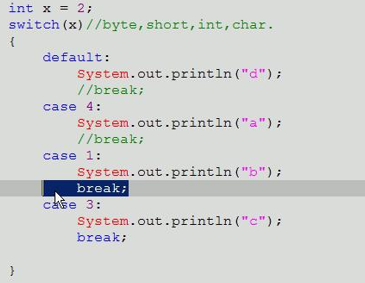 int x = 2;
switch(x)//byte,short,int,char.
{
default:
System.out.println("d");
//break;
case 4:
System.out.println("a");
//break;
case 1:
System.out.println("b");
break;
case 3:
System.out.println("c");
break;
}